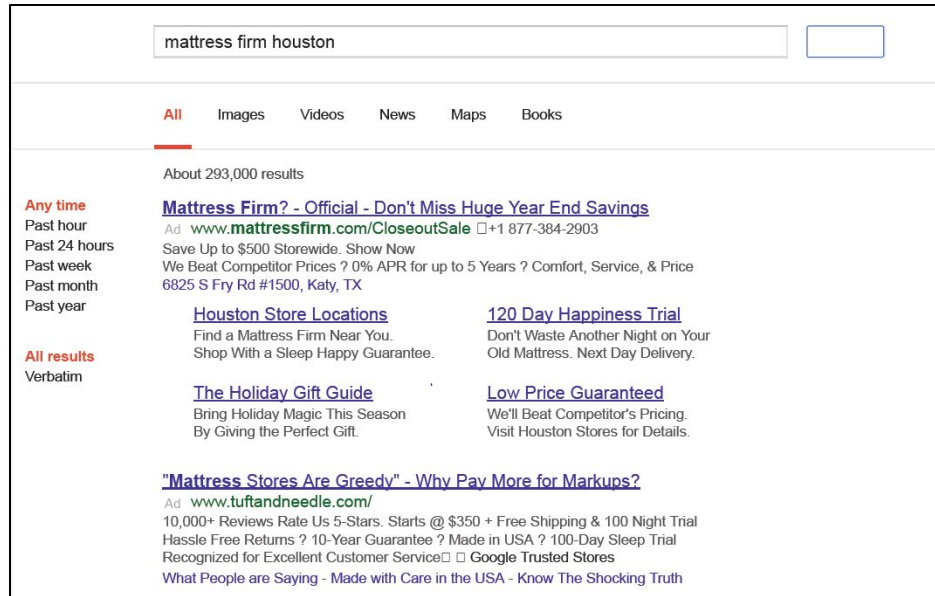 mattress firm houston
All Images Videos News Maps Books
About 293,000 results
Any time
Past hour
Past 24 hours
Past week
Past month
Past year
All results
Verbatim
Mattress Firm? - Official - Don't Miss Huge Year End Savings
Ad www.mattressfirm.com/CloseoutSale □+1 877-384-2903
Save Up to $500 Storewide. Show Now
We Beat Competitor Prices ? 0% APR for up to 5 Years ? Comfort, Service, & Price
6825 S Fry Rd #1500, Katy, TX
Houston Store Locations
Find a Mattress Firm Near You.
Shop With a Sleep Happy Guarantee.
120 Day Happiness Trial
Don't Waste Another Night on Your
Old Mattress. Next Day Delivery.
The Holiday Gift Guide
Bring Holiday Magic This Season
By Giving the Perfect Gift.
Low Price Guaranteed
We'll Beat Competitor's Pricing.
Visit Houston Stores for Details.
"Mattress Stores Are Greedy" - Why Pay More for Markups?
Ad www.tuftandneedle.com/
10,000+ Reviews Rate Us 5-Stars. Starts @ $350 + Free Shipping & 100 Night Trial
Hassle Free Returns ? 10-Year Guarantee ? Made in USA ? 100-Day Sleep Trial
Recognized for Excellent Customer Service□ □ Google Trusted Stores
What People are Saying - Made with Care in the USA - Know The Shocking Truth